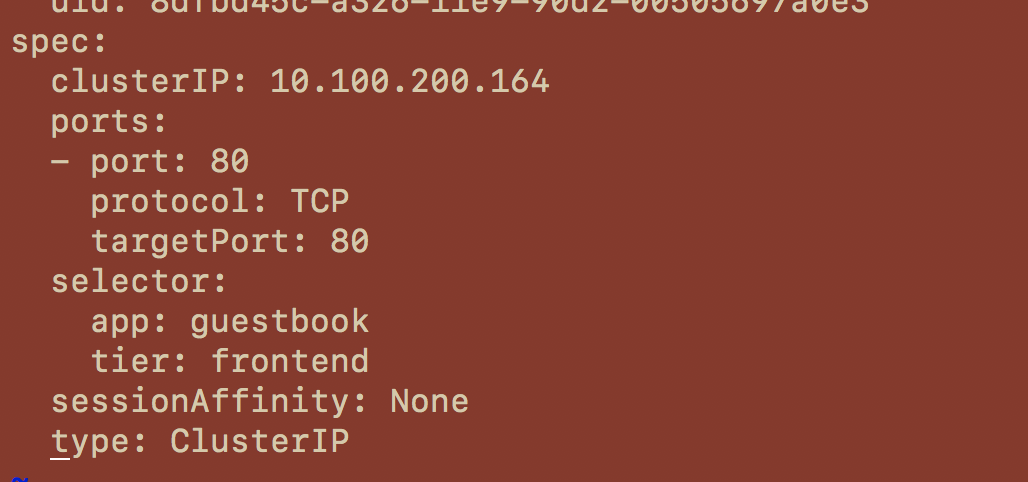 spec:
  clusterIP: 10.100.200.164
  ports:
  - port: 80
    protocol: TCP
    targetPort: 80
  selector:
    app: guestbook
    tier: frontend
  sessionAffinity: None
  type: ClusterIP